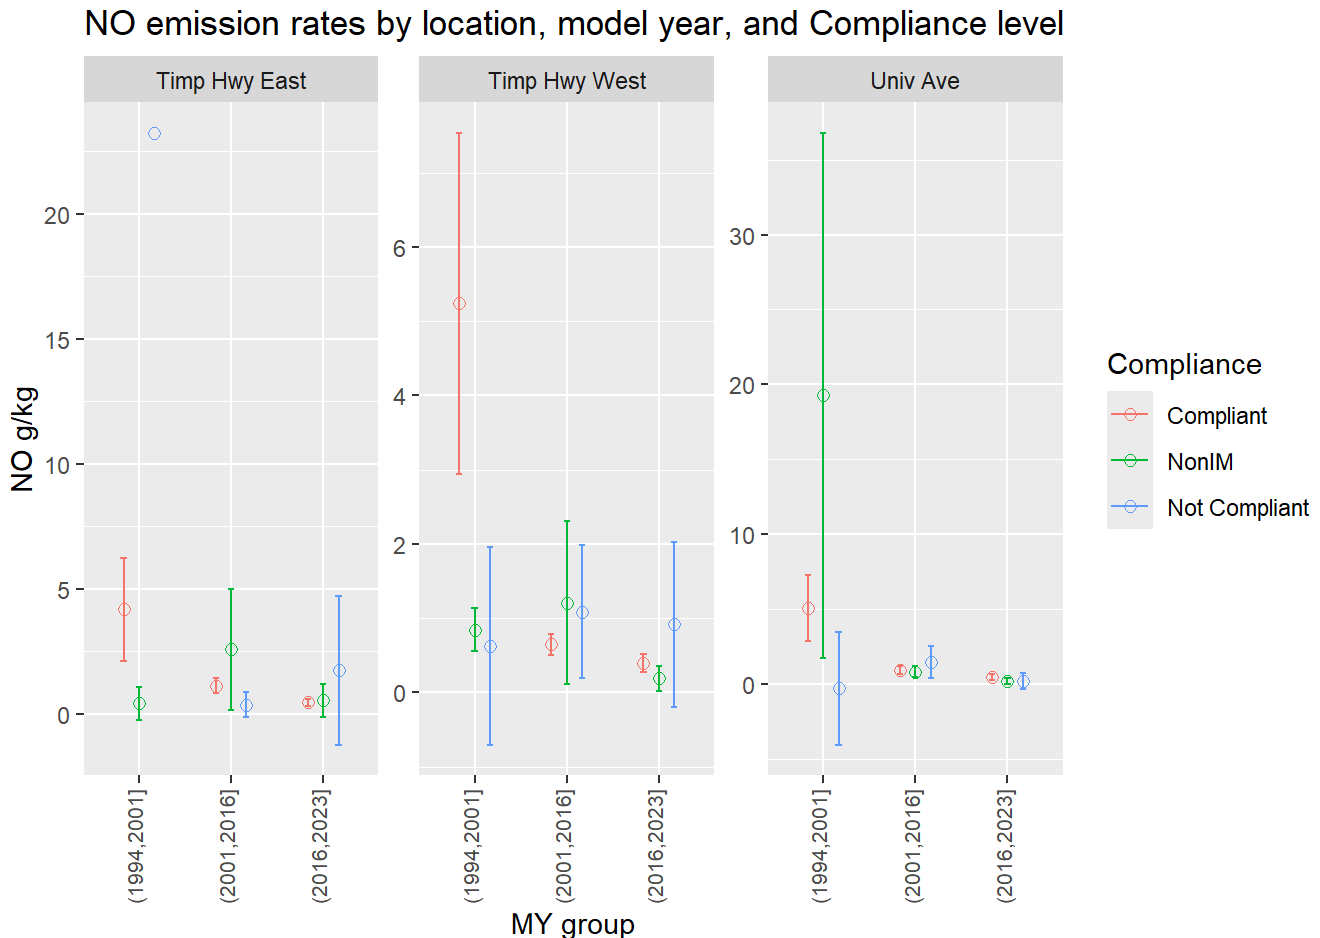 NO emission rates by location, model year, and Compliance level
Timp Hwy East
Timp Hwy West
Univ Ave
NO g/kg
20
15
10
5
0
6
4
2
0
30
20
10
0
(1994,2001]
(2001,2016]
(2016,2023]
(1994,2001]
(2001,2016]
(2016,2023]
(1994,2001]
(2001,2016]
(2016,2023]
MY group
Compliance
Compliant
NonIM
Not Compliant